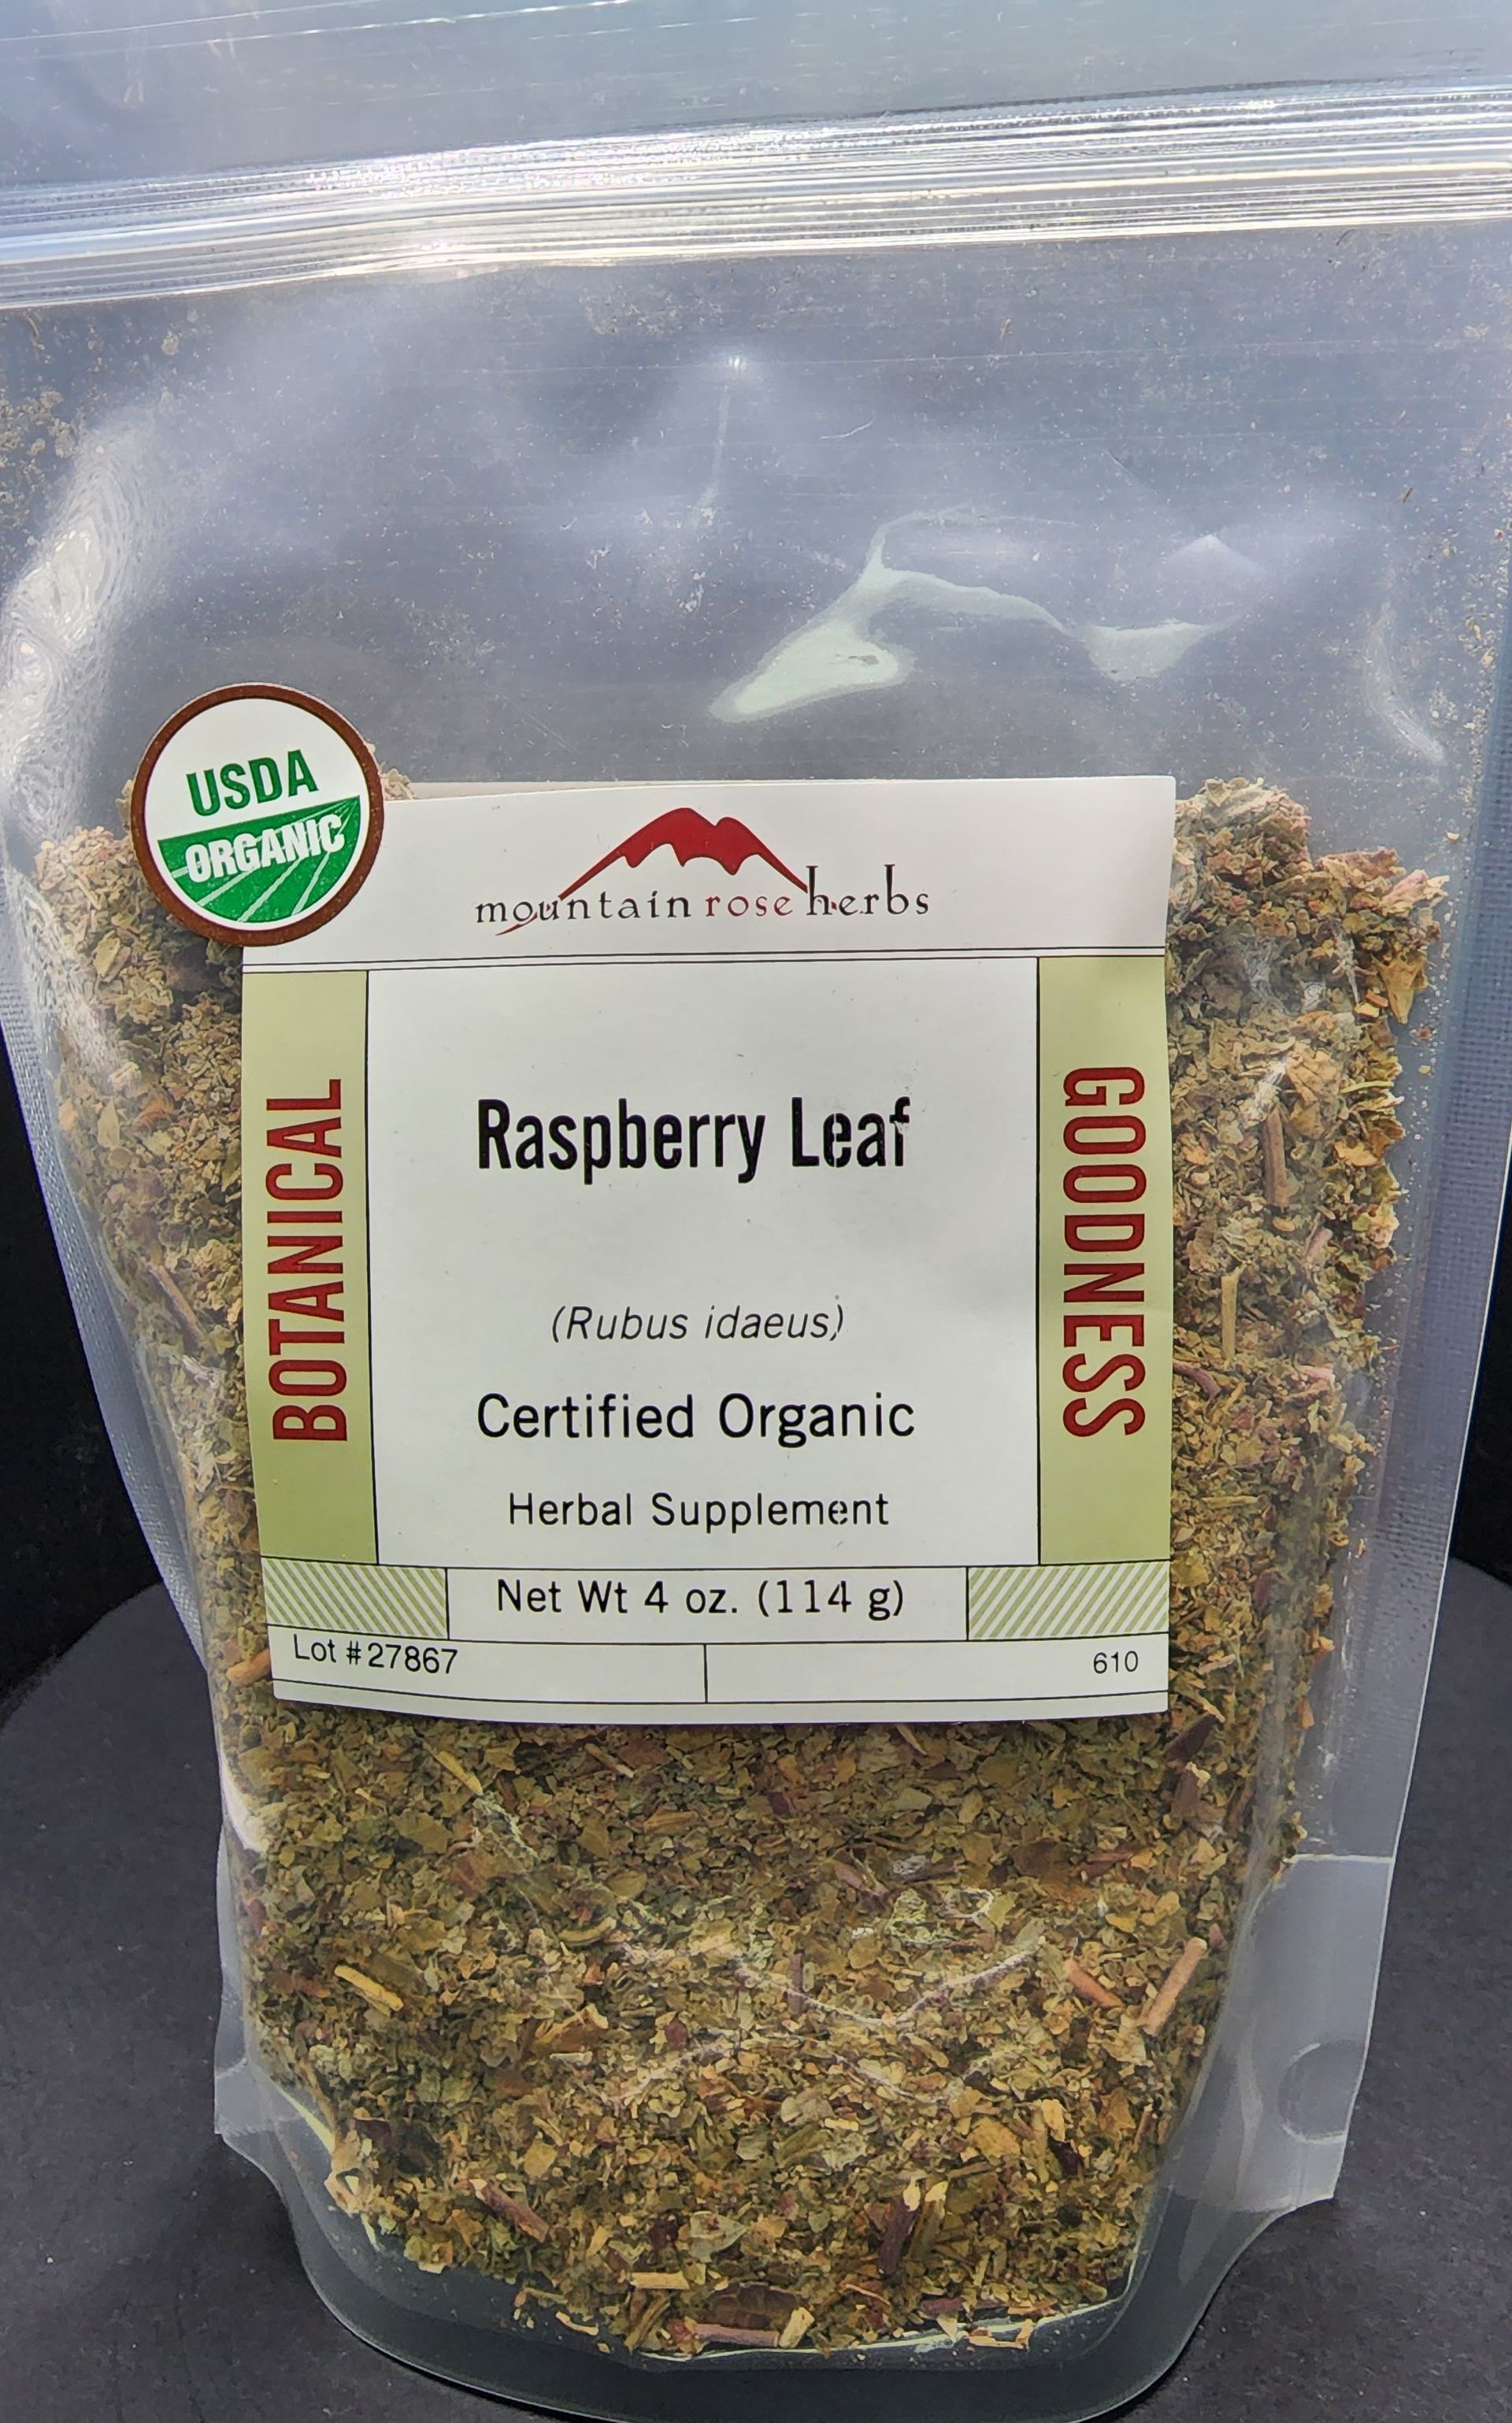 USDA
ORGANIC
mountain rose herbs
BOTANICAL
GOODNESS
Raspberry Leaf
(Rubus idaeus)
Certified Organic
Herbal Supplement
Net Wt 4 oz. (114 g)
Lot #27867
610